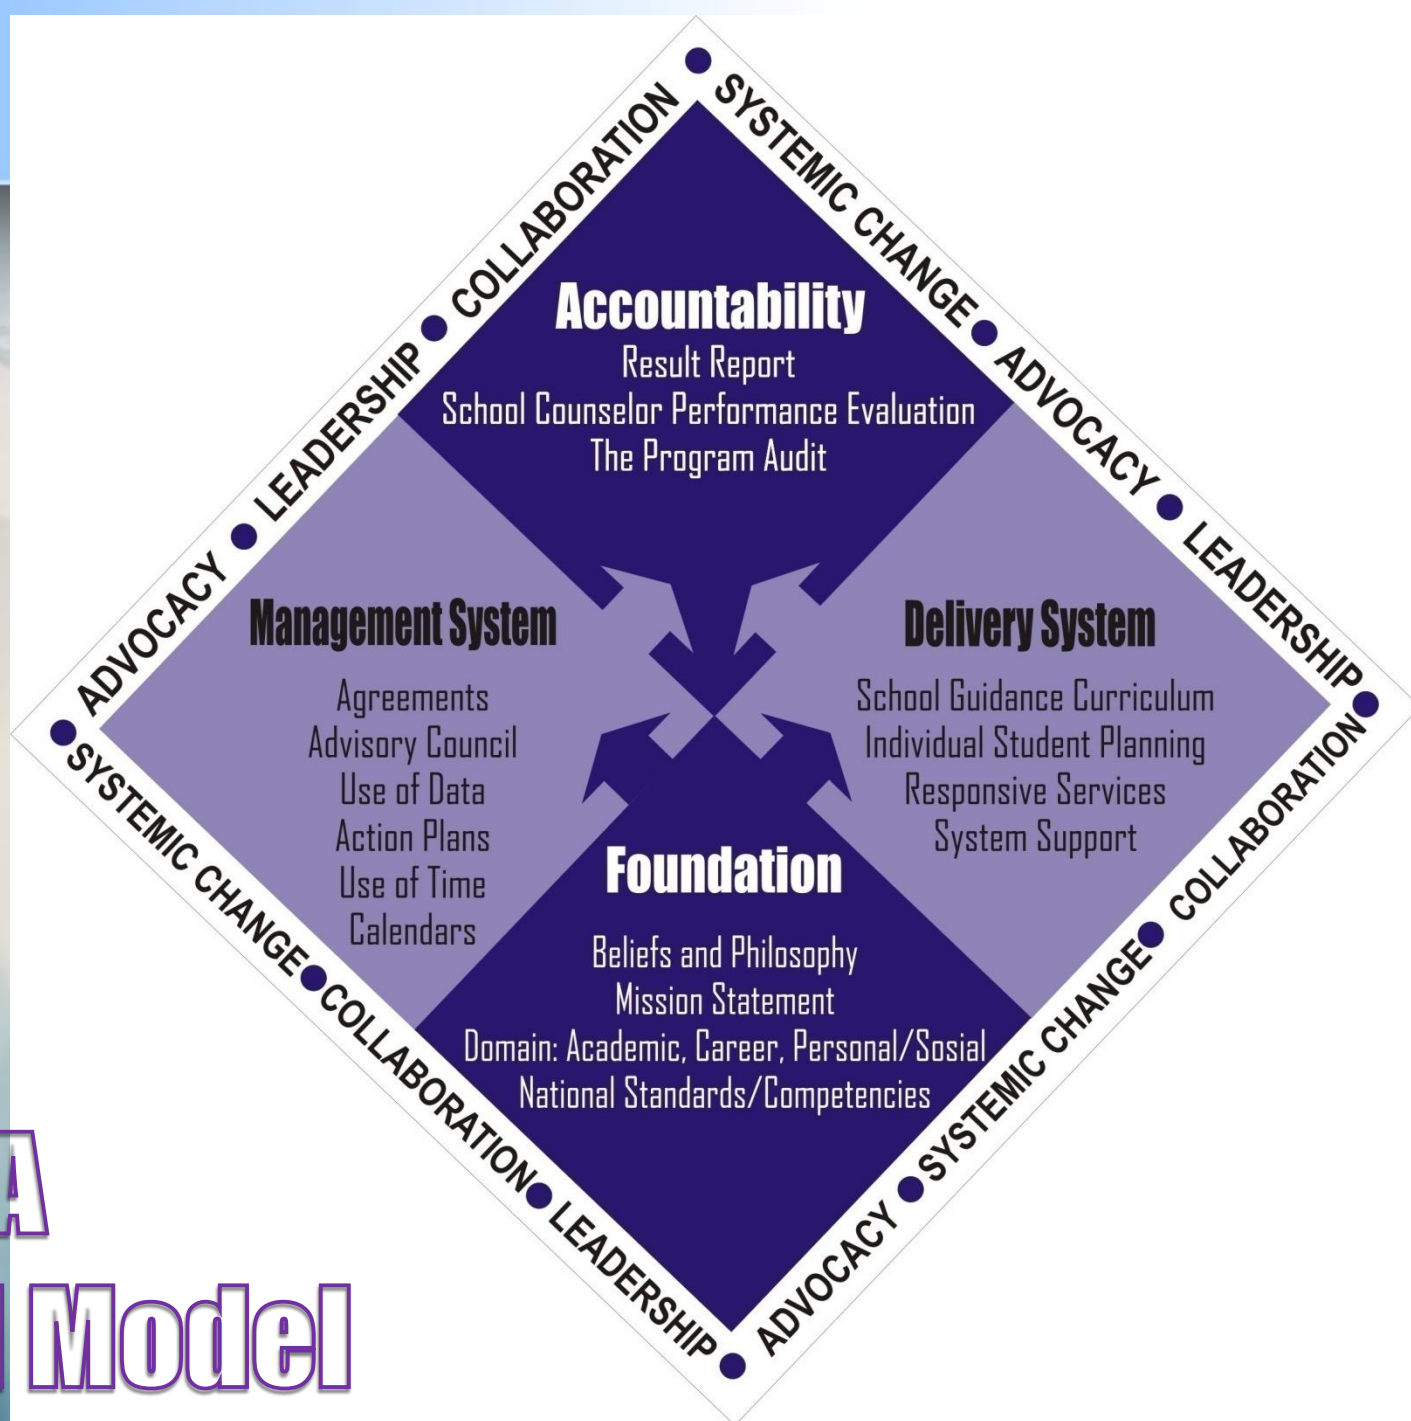 SYSTEMIC CHANGE ● ADVOCACY ● LEADERSHIP
ADVOCACY ● LEADERSHIP ● COLLABORATION
Accountability
Result Report
School Counselor Performance Evaluation
The Program Audit
Management System
Agreements
Advisory Council
Use of Data
Action Plans
Use of Time
Calendars
Delivery System
School Guidance Curriculum
Individual Student Planning
Responsive Services
System Support
Foundation
Beliefs and Philosophy
Mission Statement
Domain: Academic, Career, Personal/Sosial
National Standards/Competencies
SYSTEMIC CHANGE ● COLLABORATION ● LEADERSHIP
ADVOCACY ● SYSTEMIC CHANGE ● COLLABORATION
A
Model